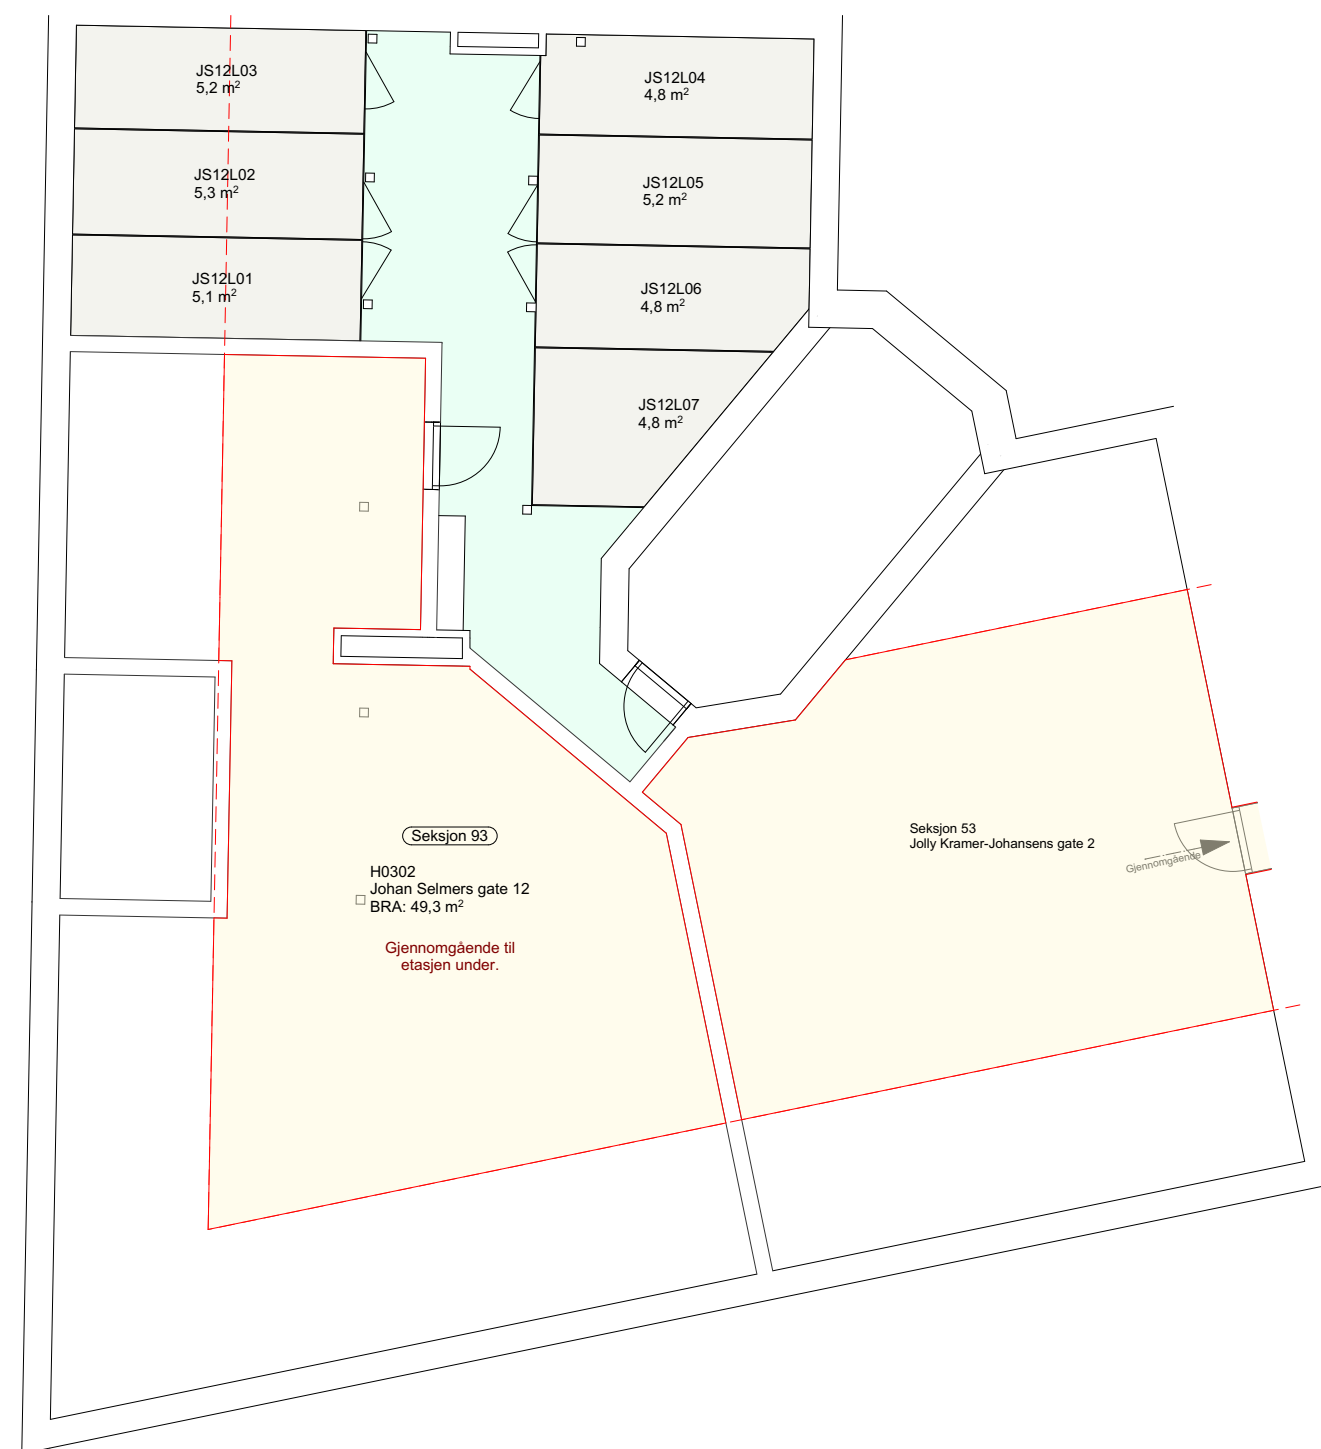 JS12L03
5,2 m²
JS12L04
4,8 m²
JS12L02
5,3 m²
JS12L05
5,2 m²
JS12L01
5,1 m²
JS12L06
4,8 m²
JS12L07
4,8 m²
Seksjon 93
H0302
Johan Selmers gate 12
BRA: 49,3 m²
Gjennomgående til
etasjen under.
Seksjon 53
Jolly Kramer-Johansens gate 2
Gjennomgående